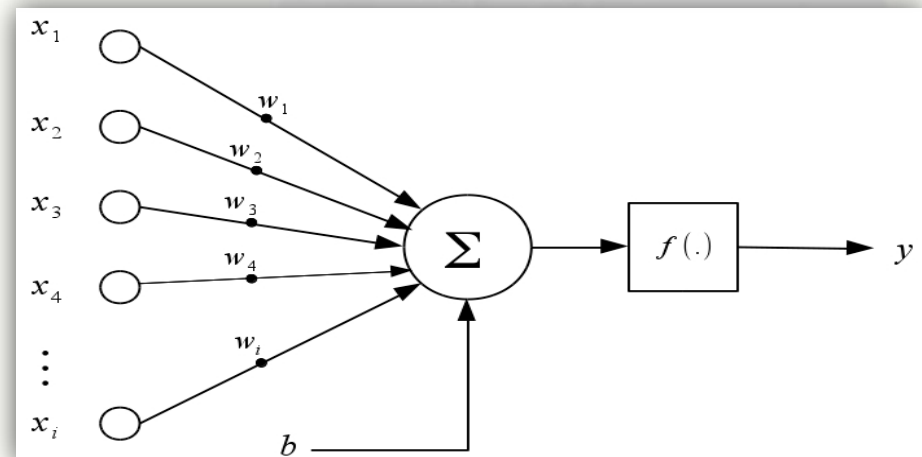 x₁
w₁
x₂
w₂
x₃
w₃
Σ
f(.)
y
x₄
w₄
⋮
wᵢ
xᵢ
b